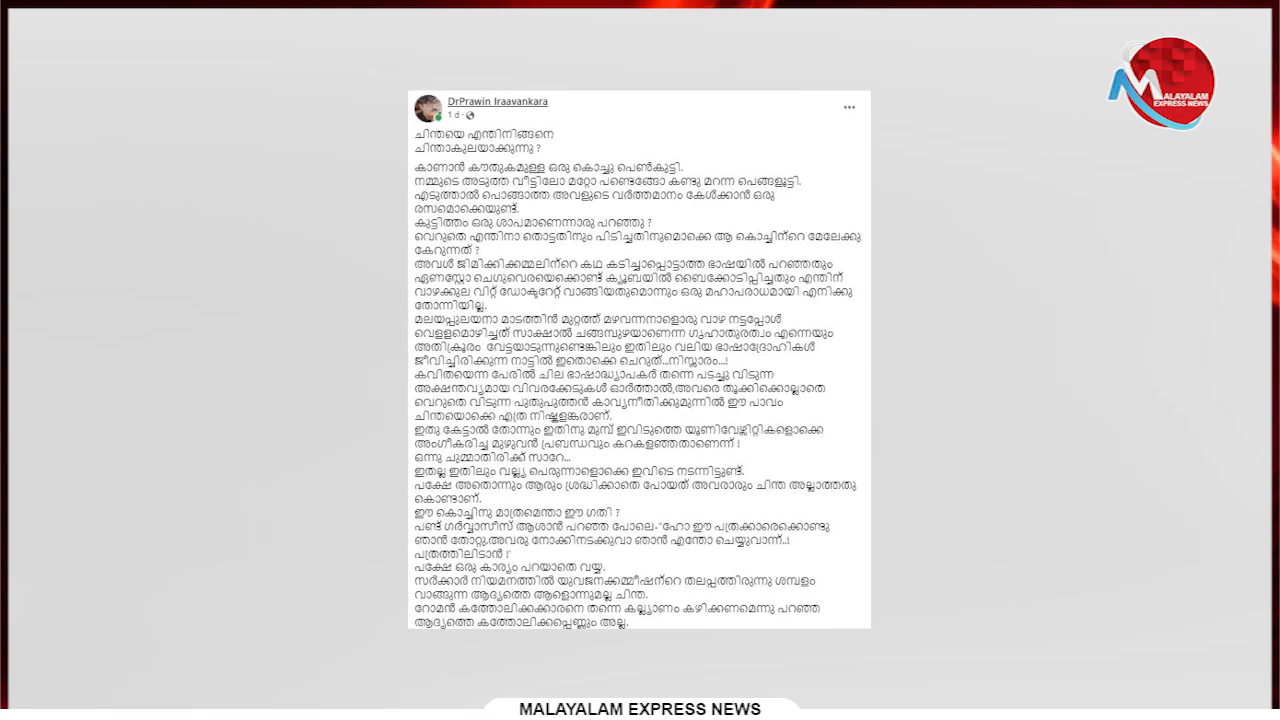 MALAYALAM
EXPRESS NEWS
DrPrawin Iraavankara
1 d
ചിന്തയെ എന്തിനിങ്ങനെ
ചിന്താകുലയാക്കുന്നു ?
കാണാൻ കൗതുകമുള്ള ഒരു കൊച്ചു പെൺകുട്ടി.
നമ്മുടെ അടുത്ത വീട്ടിലോ മറ്റോ പണ്ടെങ്ങോ കണ്ടു മറന്ന പെങ്ങളൂട്ടി.
എടുത്താൽ പൊങ്ങാത്ത അവളുടെ വർത്തമാനം കേൾക്കാൻ ഒരു
രസമൊക്കെയുണ്ട്.
കുട്ടിത്തം ഒരു ശാപമാണെന്നാരു പറഞ്ഞു ?
വെറുതെ എന്തിനാ തൊട്ടതിനും പിടിച്ചതിനുമൊക്കെ ആ കൊച്ചിന്റെ മേലേക്കു
കേറുന്നത് ?
അവൾ ജിമിക്കിക്കമ്മലിന്റെ കഥ കടിച്ചാപ്പൊട്ടാത്ത ഭാഷയിൽ പറഞ്ഞതും
ഏണസ്റ്റോ ചെഗുവെരയെക്കൊണ്ട് ക്യൂബയിൽ ബൈക്കോടിപ്പിച്ചതും എന്തിന്
വാഴക്കുല വിറ്റ് ഡോക്ടറേറ്റ് വാങ്ങിയതുമൊന്നും ഒരു മഹാപരാധമായി എനിക്കു
തോന്നിയില്ല.
മലയപ്പുലയനാ മാടത്തിൻ മുറ്റത്ത് മഴവന്നനാളൊരു വാഴ നട്ടപ്പോൾ
വെളളമൊഴിച്ചത് സാക്ഷാൽ ചങ്ങമ്പുഴയാണെന്ന ഗൃഹാതുരത്വം എന്നെയും
അതിക്രൂരം വേട്ടയാടുന്നുണ്ടെങ്കിലും ഇതിലും വലിയ ഭാഷാദ്രോഹികൾ
ജീവിച്ചിരിക്കുന്ന നാട്ടിൽ ഇതൊക്കെ ചെറുത്...നിസ്സാരം...!
കവിതയെന്ന പേരിൽ ചില ഭാഷാദ്ധ്യാപകർ തന്നെ പടച്ചു വിടുന്ന
അക്ഷന്തവ്യമായ വിവരക്കേടുകൾ ഓർത്താൽ,അവരെ തൂക്കിക്കൊല്ലാതെ
വെറുതെ വിടുന്ന പുതുപുത്തൻ കാവ്യനീതിക്കുമുന്നിൽ ഈ പാവം
ചിന്തയൊക്കെ എത്ര നിഷ്കളങ്കരാണ്.
ഇതു കേട്ടാൽ തോന്നും ഇതിനു മുമ്പ് ഇവിടുത്തെ യൂണിവേഴ്സിറ്റികളൊക്കെ
അംഗീകരിച്ച മുഴുവൻ പ്രബന്ധവും കറകളഞ്ഞതാണെന്ന് !
ഒന്നു ചുമ്മാതിരിക്ക് സാറേ...
ഇതല്ല ഇതിലും വല്ല്യ പെരുന്നാളൊക്കെ ഇവിടെ നടന്നിട്ടുണ്ട്.
പക്ഷേ അതൊന്നും ആരും ശ്രദ്ധിക്കാതെ പോയത് അവരാരും ചിന്ത അല്ലാത്തതു
കൊണ്ടാണ്.
ഈ കൊച്ചിനു മാത്രമെന്താ ഈ ഗതി ?
പണ്ട് ഗർവ്വാസീസ് ആശാൻ പറഞ്ഞ പോലെ-"ഹോ ഈ പത്രക്കാരെക്കൊണ്ടു
ഞാൻ തോറ്റു.അവരു നോക്കിനടക്കുവാ ഞാൻ എന്തോ ചെയ്യുവാന്ന്..!
പത്രത്തിലിടാൻ !"
പക്ഷേ ഒരു കാര്യം പറയാതെ വയ്യ.
സർക്കാർ നിയമനത്തിൽ യുവജനക്കമ്മീഷന്റെ തലപ്പത്തിരുന്നു ശമ്പളം
വാങ്ങുന്ന ആദ്യത്തെ ആളൊന്നുമല്ല ചിന്ത.
റോമൻ കത്തോലിക്കക്കാരനെ തന്നെ കല്ല്യാണം കഴിക്കണമെന്നു പറഞ്ഞ
ആദ്യത്തെ കത്തോലിക്കപ്പെണ്ണും അല്ല.
MALAYALAM EXPRESS NEWS